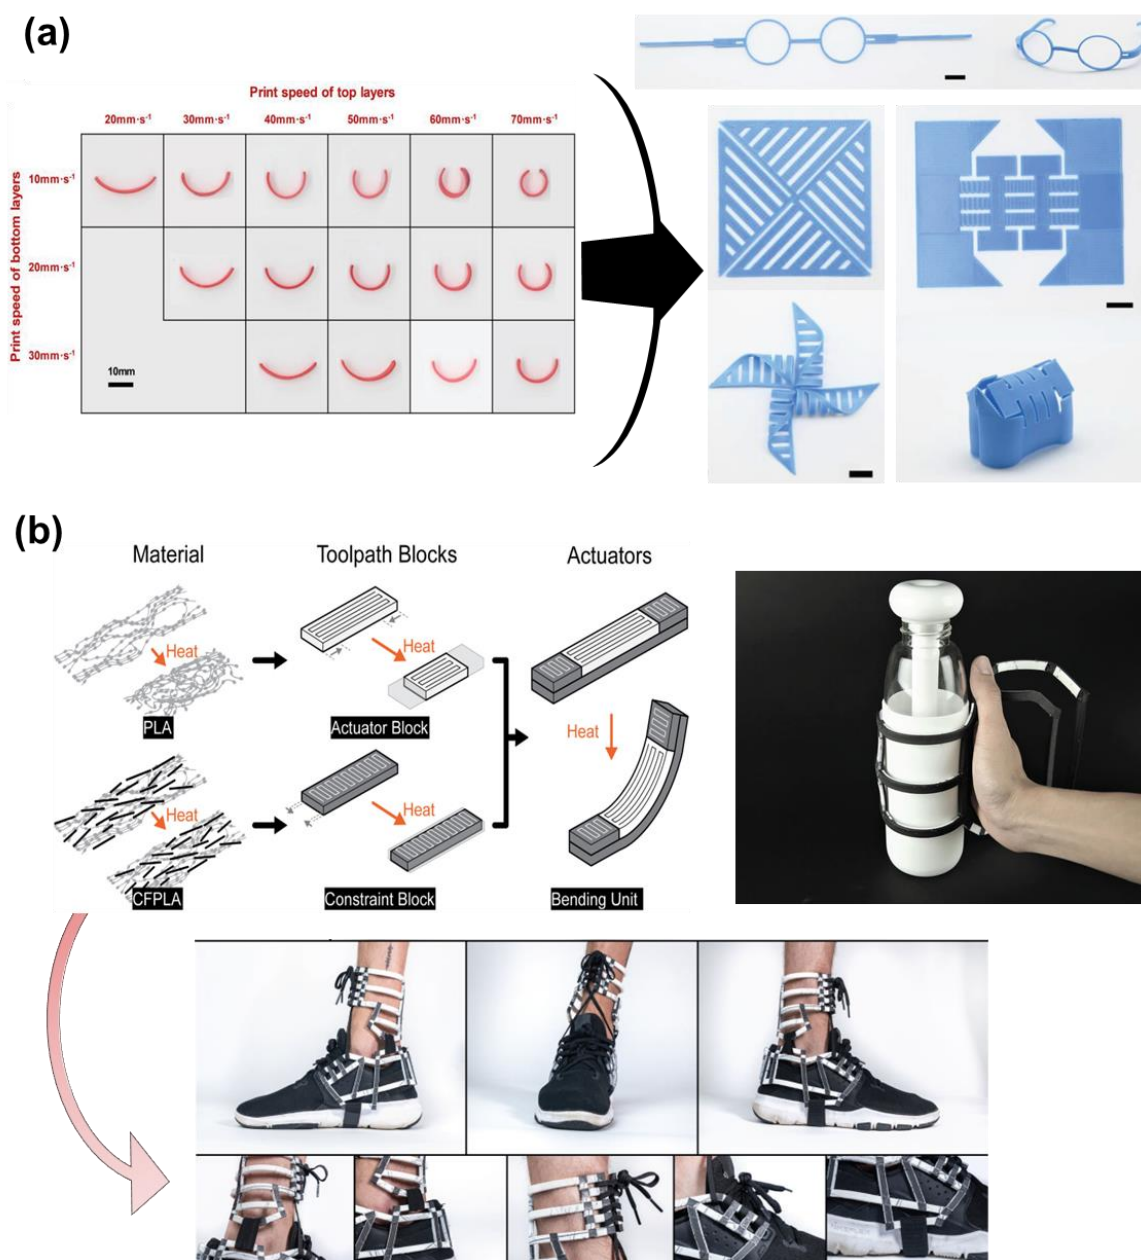 (a)
Print speed of top layers
20mm·s⁻¹ 30mm·s⁻¹ 40mm·s⁻¹ 50mm·s⁻¹ 60mm·s⁻¹ 70mm·s⁻¹
Print speed of bottom layers
10mm·s⁻¹
20mm·s⁻¹
30mm·s⁻¹
10mm
(b)
Material
Toolpath Blocks
Actuators
Heat
PLA
Heat
Actuator Block
Heat
Heat
CFPLA
Heat
Constraint Block
Bending Unit